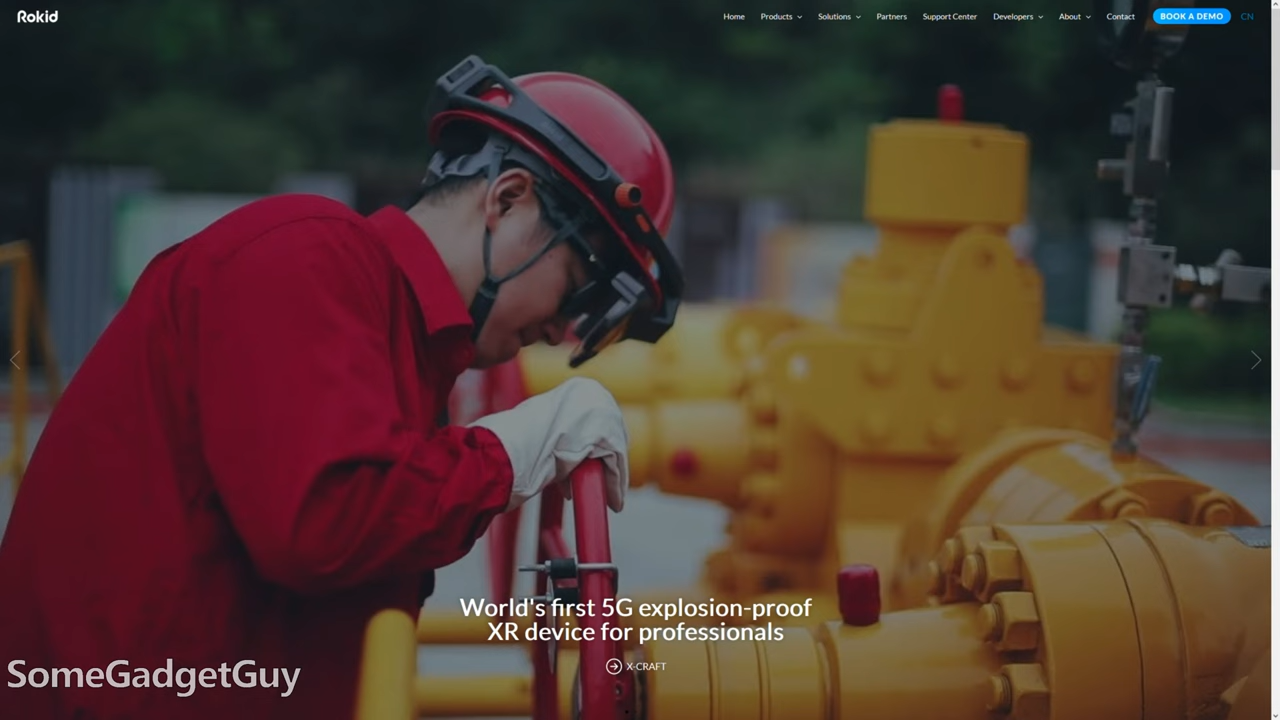 Rokid
Home Products Solutions Partners Support Center Developers About Contact BOOK A DEMO CN
World's first 5G explosion-proof
XR device for professionals
X-CRAFT
SomeGadgetGuy